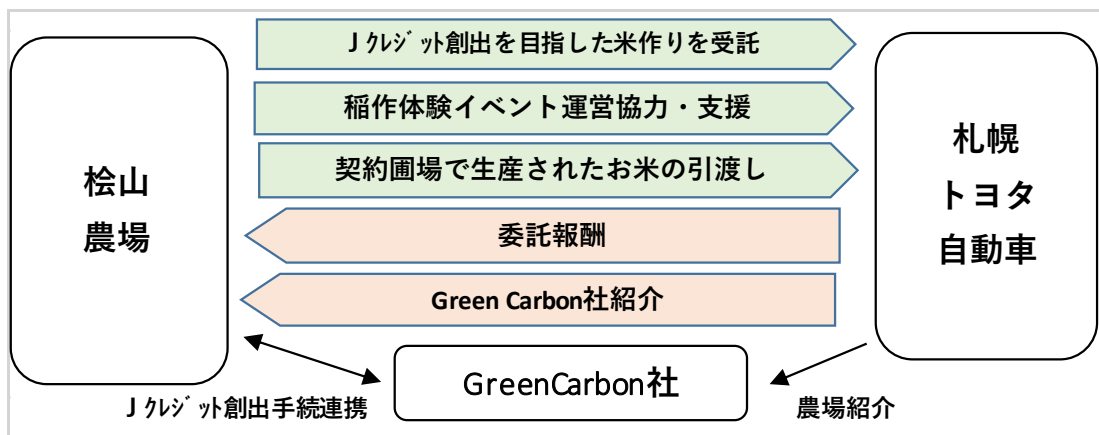 Ｊｸﾚｼﾞｯﾄ創出を目指した米作りを受託
稲作体験イベント運営協力・支援
契約圃場で生産されたお米の引渡し
委託報酬
Green Carbon社紹介
桧山
農場
札幌
トヨタ
自動車
GreenCarbon社
Ｊｸﾚｼﾞｯﾄ創出手続連携
農場紹介